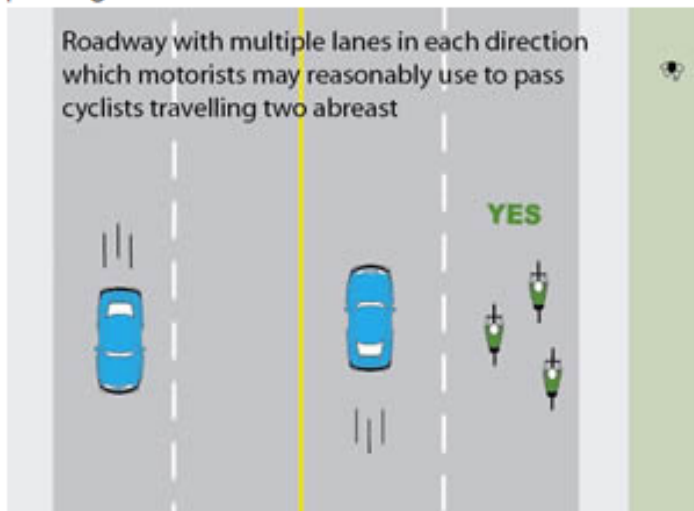 Roadway with multiple lanes in each direction
which motorists may reasonably use to pass
cyclists travelling two abreast
YES